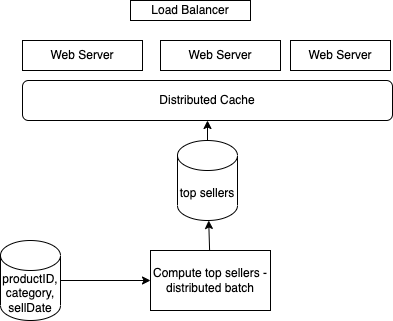 Load Balancer
Web Server
Web Server
Web Server
Distributed Cache
top sellers
productID,
category,
sellDate
Compute top sellers -
distributed batch